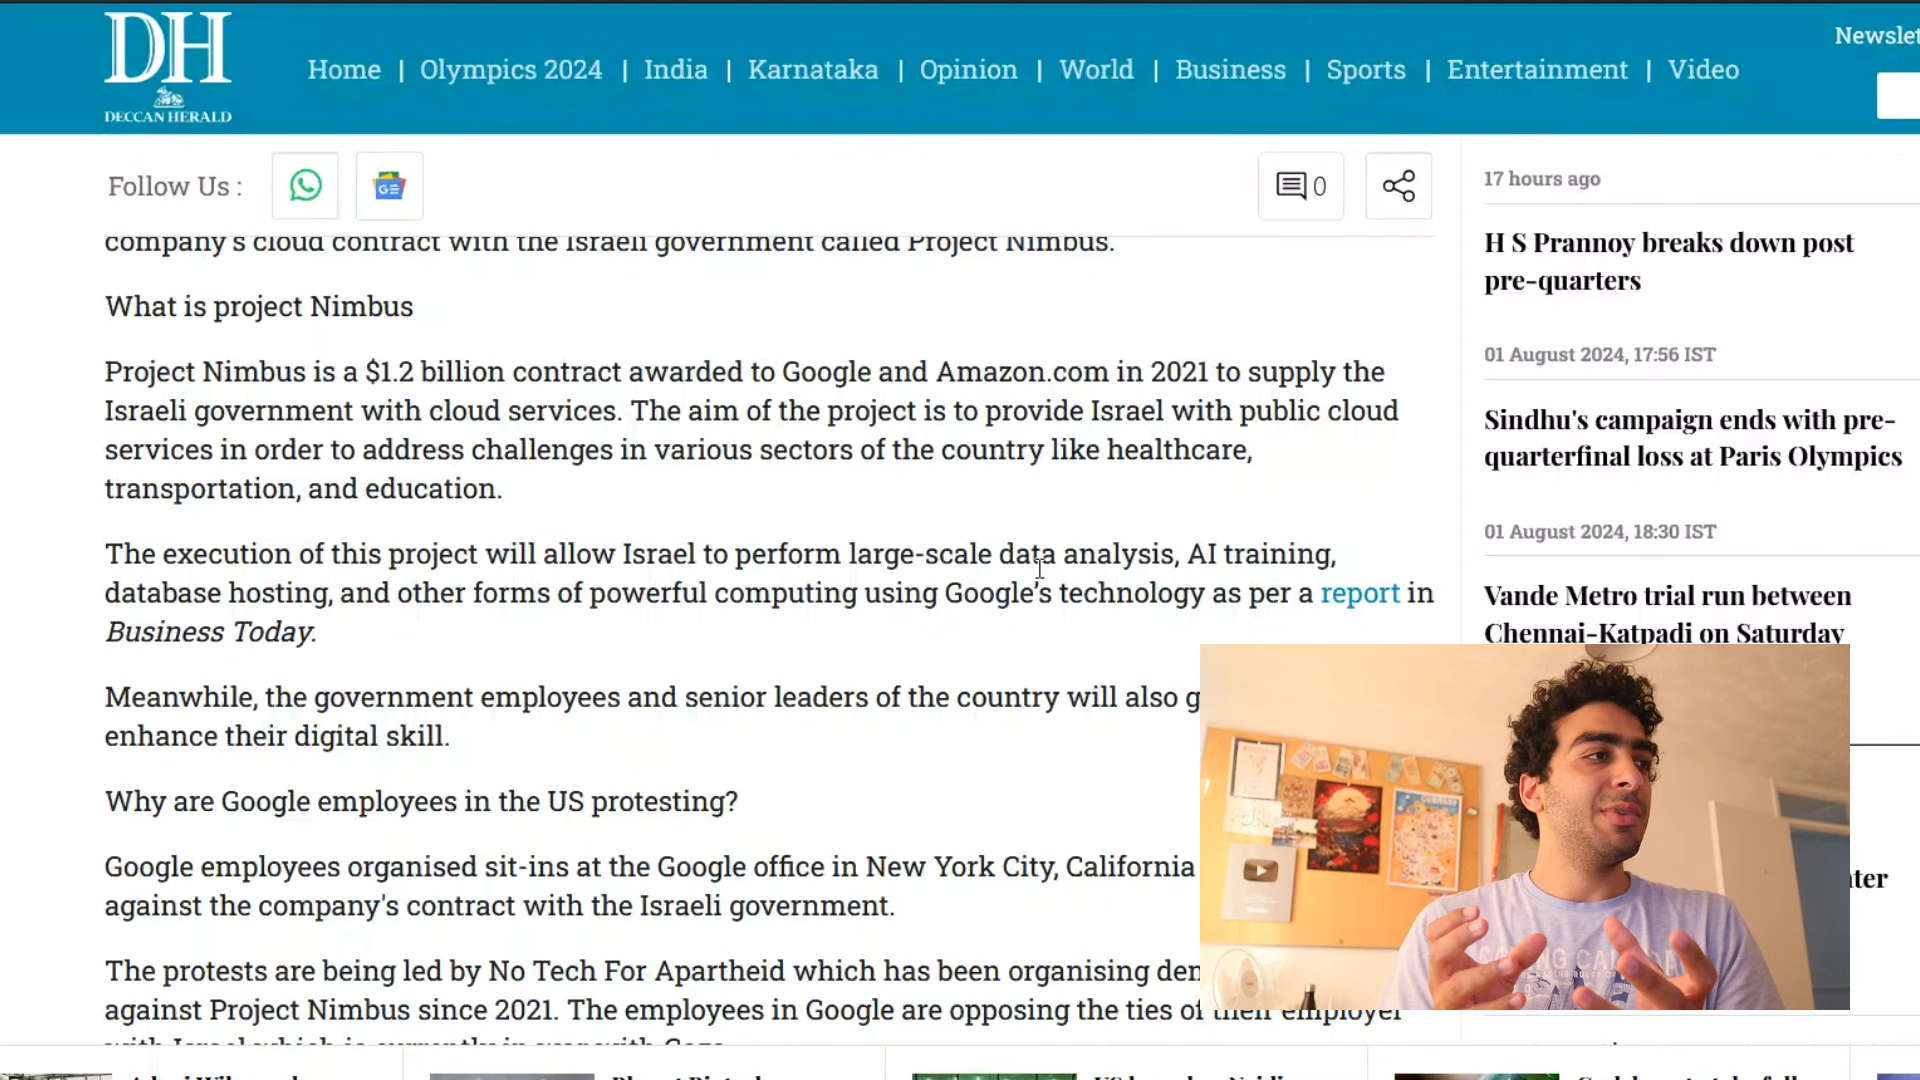 DH
DECCAN HERALD
Home | Olympics 2024 | India | Karnataka | Opinion | World | Business | Sports | Entertainment | Video
Newslet
Follow Us :
GE
0
company's cloud contract with the Israeli government called Project Nimbus.
What is project Nimbus
Project Nimbus is a $1.2 billion contract awarded to Google and Amazon.com in 2021 to supply the
Israeli government with cloud services. The aim of the project is to provide Israel with public cloud
services in order to address challenges in various sectors of the country like healthcare,
transportation, and education.
The execution of this project will allow Israel to perform large-scale data analysis, AI training,
database hosting, and other forms of powerful computing using Google's technology as per a report in
Business Today.
Meanwhile, the government employees and senior leaders of the country will also g
enhance their digital skill.
Why are Google employees in the US protesting?
Google employees organised sit-ins at the Google office in New York City, California
against the company's contract with the Israeli government.
The protests are being led by No Tech For Apartheid which has been organising den
against Project Nimbus since 2021. The employees in Google are opposing the ties of their employer
with Israel which is currently in war with Gaza.
17 hours ago
H S Prannoy breaks down post
pre-quarters
01 August 2024, 17:56 IST
Sindhu's campaign ends with pre-
quarterfinal loss at Paris Olympics
01 August 2024, 18:30 IST
Vande Metro trial run between
Chennai-Katpadi on Saturday